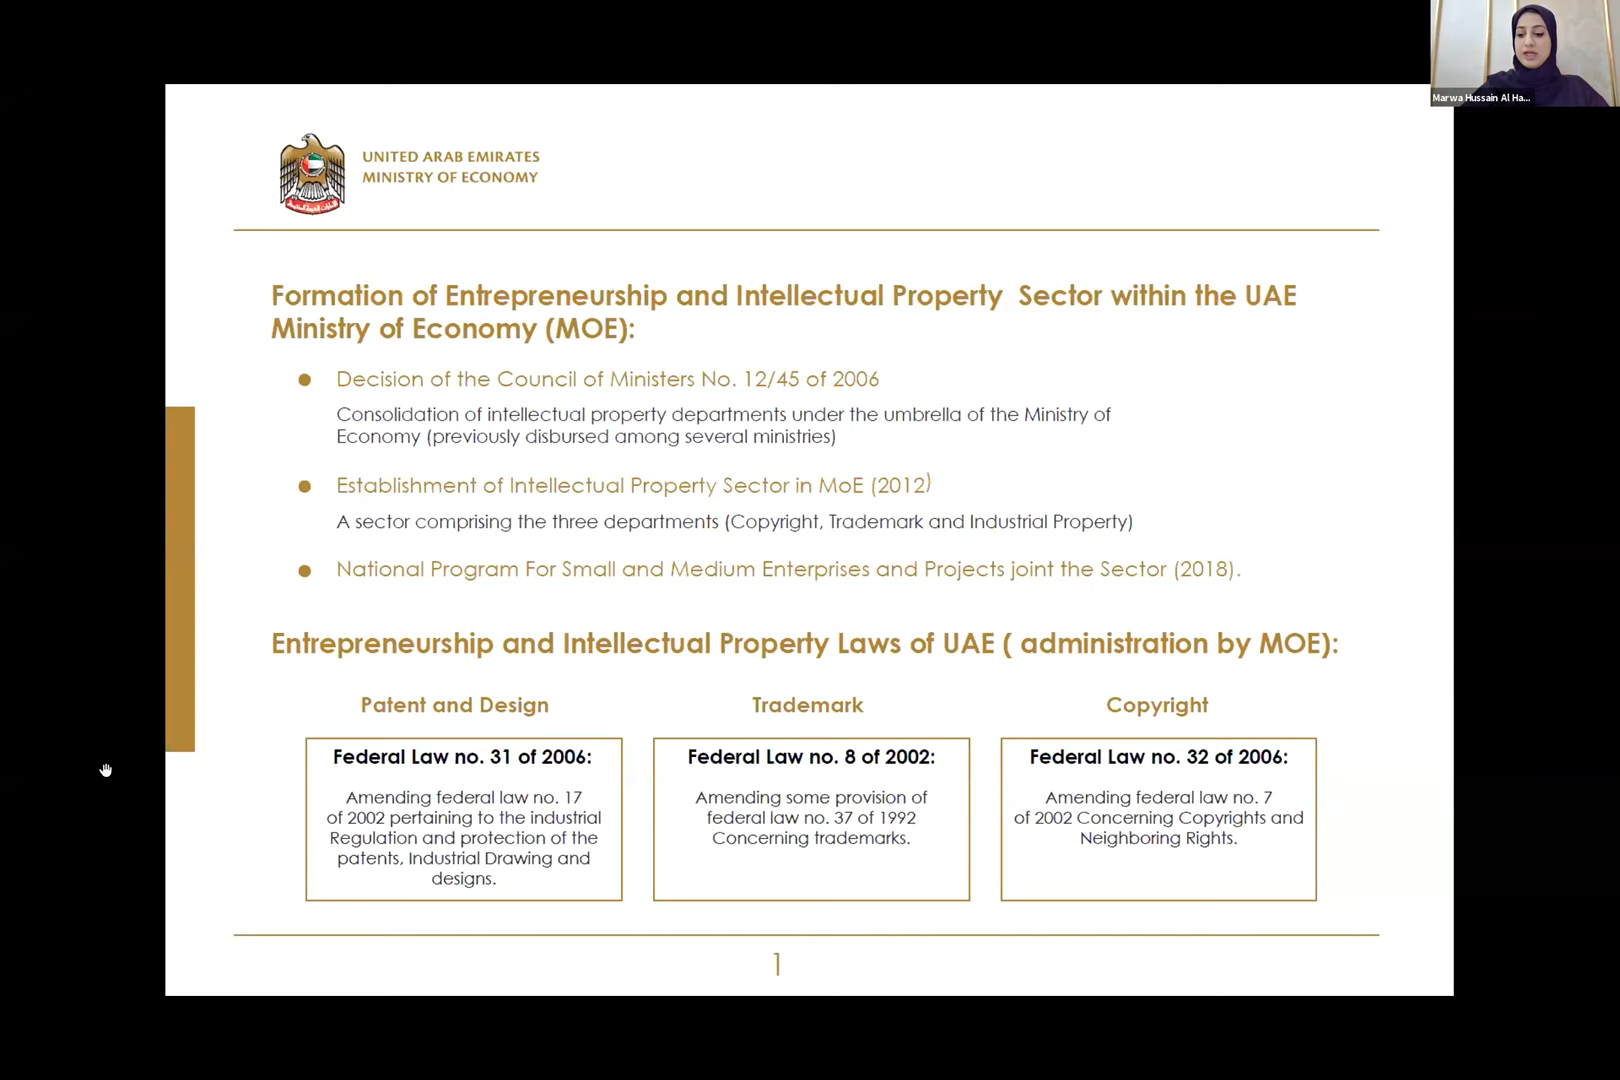 Marwa Hussain Al Ha...
UNITED ARAB EMIRATES
MINISTRY OF ECONOMY
Formation of Entrepreneurship and Intellectual Property Sector within the UAE
Ministry of Economy (MOE):
Decision of the Council of Ministers No. 12/45 of 2006
Consolidation of intellectual property departments under the umbrella of the Ministry of
Economy (previously disbursed among several ministries)
Establishment of Intellectual Property Sector in MoE (2012)
A sector comprising the three departments (Copyright, Trademark and Industrial Property)
National Program For Small and Medium Enterprises and Projects joint the Sector (2018).
Entrepreneurship and Intellectual Property Laws of UAE ( administration by MOE):
Patent and Design
Federal Law no. 31 of 2006:
Amending federal law no. 17
of 2002 pertaining to the industrial
Regulation and protection of the
patents, Industrial Drawing and
designs.
Trademark
Federal Law no. 8 of 2002:
Amending some provision of
federal law no. 37 of 1992
Concerning trademarks.
Copyright
Federal Law no. 32 of 2006:
Amending federal law no. 7
of 2002 Concerning Copyrights and
Neighboring Rights.
1